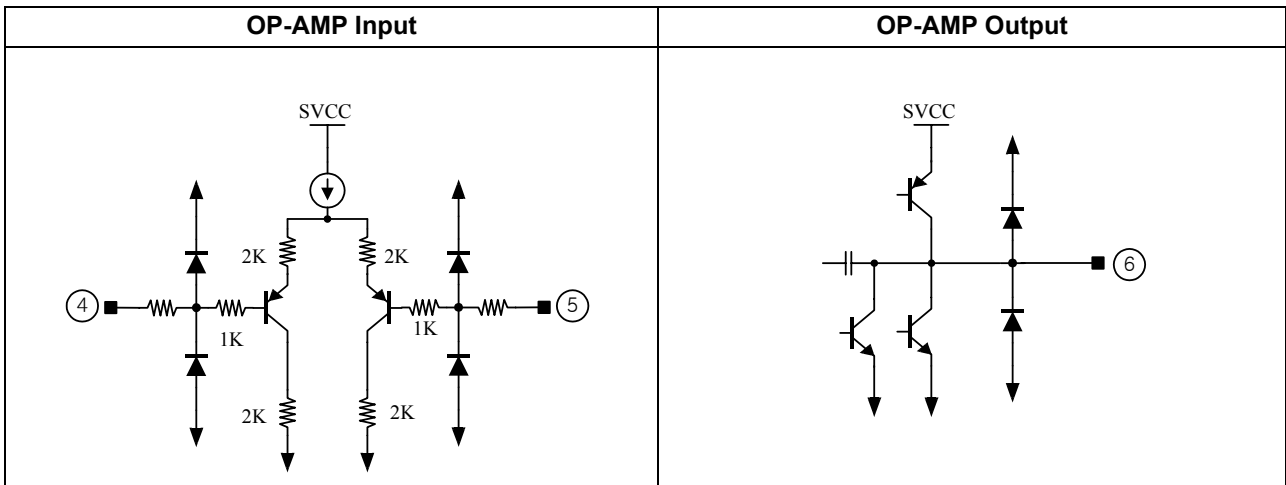 OP-AMP Input
OP-AMP Output
SVCC
2K 2K
4 5
1K 1K
2K 2K
SVCC
6